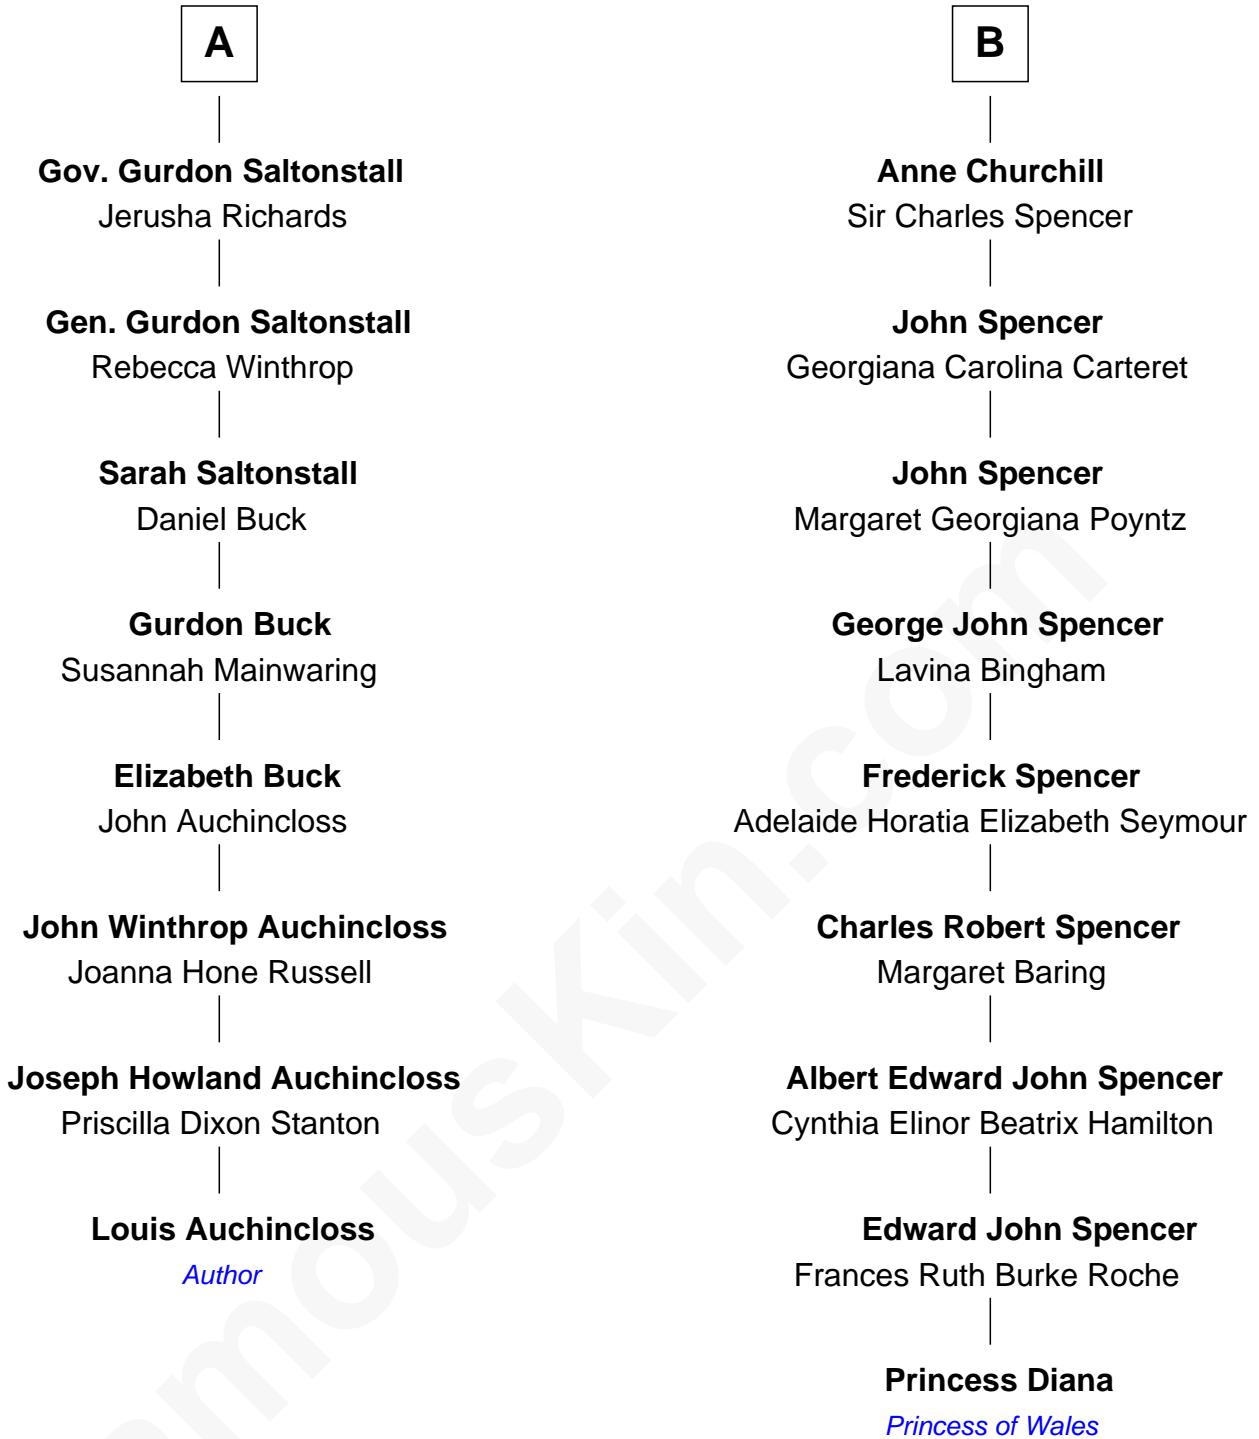 A
Gov. Gurdon Saltonstall
Jerusha Richards
Gen. Gurdon Saltonstall
Rebecca Winthrop
Sarah Saltonstall
Daniel Buck
Gurdon Buck
Susannah Mainwaring
Elizabeth Buck
John Auchincloss
John Winthrop Auchincloss
Joanna Hone Russell
Joseph Howland Auchincloss
Priscilla Dixon Stanton
Louis Auchincloss
Author
B
Anne Churchill
Sir Charles Spencer
John Spencer
Georgiana Carolina Carteret
John Spencer
Margaret Georgiana Poyntz
George John Spencer
Lavina Bingham
Frederick Spencer
Adelaide Horatia Elizabeth Seymour
Charles Robert Spencer
Margaret Baring
Albert Edward John Spencer
Cynthia Elinor Beatrix Hamilton
Edward John Spencer
Frances Ruth Burke Roche
Princess Diana
Princess of Wales
amousKin.com